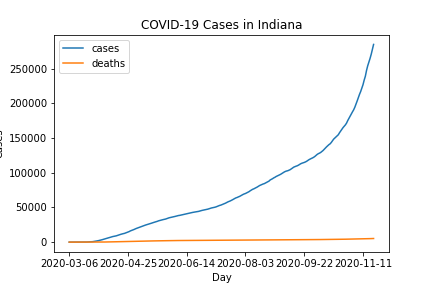 COVID-19 Cases in Indiana
cases
deaths
250000
200000
150000
100000
50000
0
2020-03-06 2020-04-25 2020-06-14 2020-08-03 2020-09-22 2020-11-11
Day